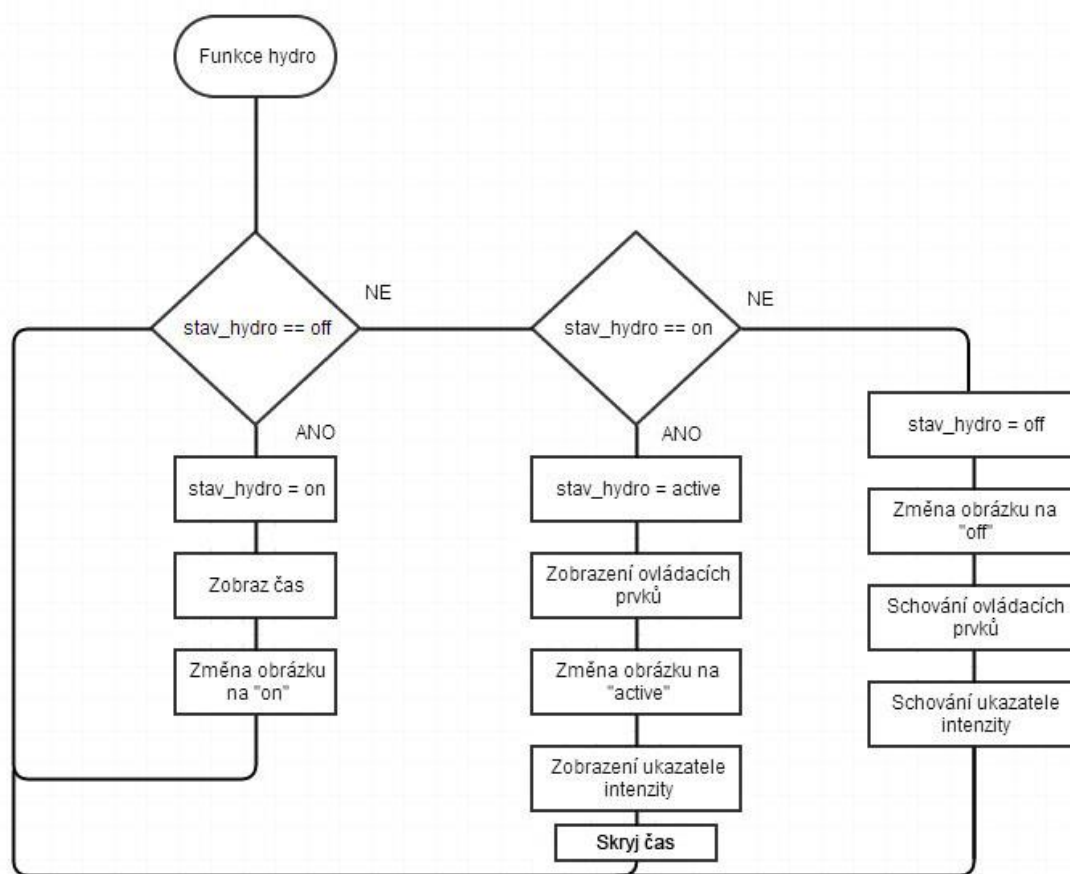 Funkce hydro
stav_hydro == off
NE
ANO
stav_hydro = on
Zobraz čas
Změna obrázku
na "on"
stav_hydro == on
NE
ANO
stav_hydro = active
Zobrazení ovládacích
prvků
Změna obrázku na
"active"
Zobrazení ukazatele
intenzity
Skryj čas
stav_hydro = off
Změna obrázku na
"off"
Schování ovládacích
prvků
Schování ukazatele
intenzity